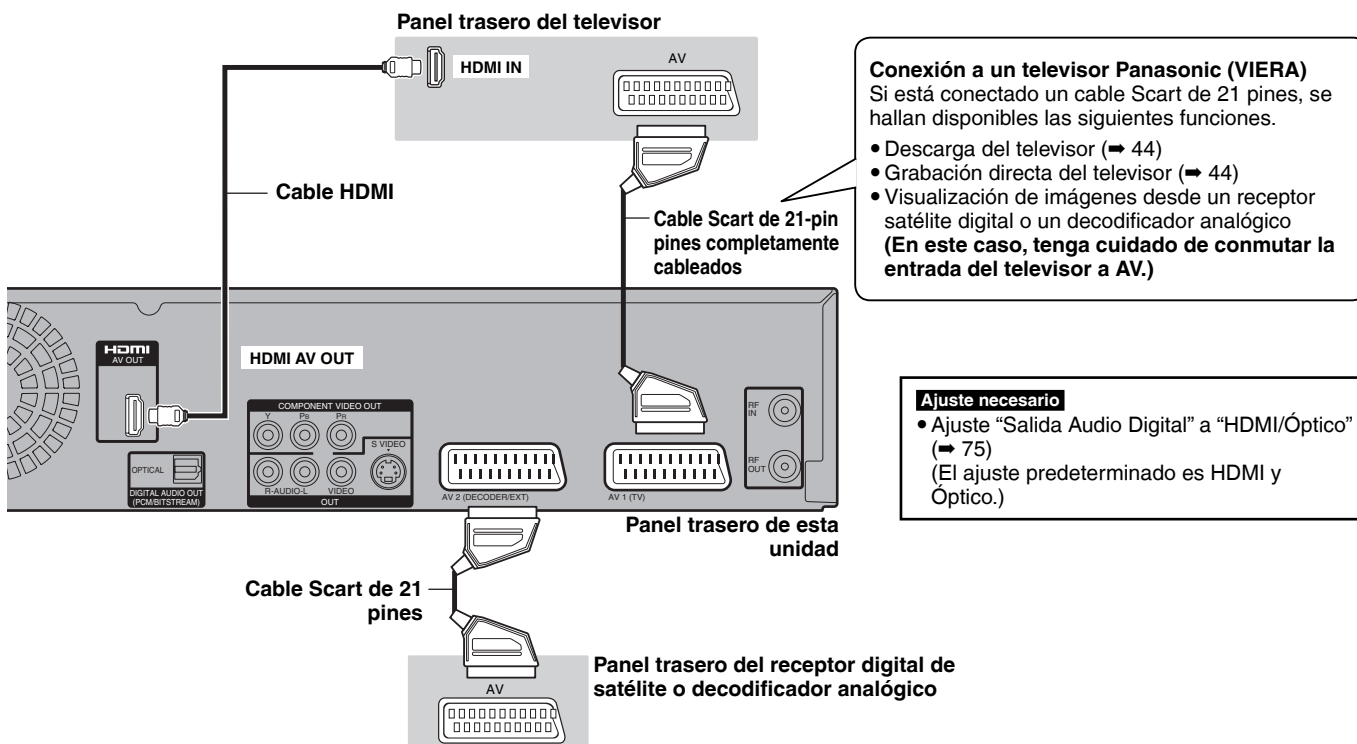 Panel trasero del televisor
HDMI IN
AV
Conexión a un televisor Panasonic (VIERA)
Si está conectado un cable Scart de 21 pines, se
hallan disponibles las siguientes funciones.
• Descarga del televisor (➡ 44)
• Grabación directa del televisor (➡ 44)
• Visualización de imágenes desde un receptor
satélite digital o un decodificador analógico
(En este caso, tenga cuidado de conmutar la
entrada del televisor a AV.)
Cable HDMI
Cable Scart de 21-pin
pines completamente
cableados
HDMI
AV OUT
HDMI AV OUT
COMPONENT VIDEO OUT
Y PB PR
S VIDEO
R-AUDIO-L VIDEO
OUT
OPTICAL
DIGITAL AUDIO OUT
(PCM/BITSTREAM)
AV 2 (DECODER/EXT)
AV 1 (TV)
RF
IN
RF
OUT
Ajuste necesario
• Ajuste “Salida Audio Digital” a “HDMI/Óptico”
(➡ 75)
(El ajuste predeterminado es HDMI y
Óptico.)
Panel trasero de esta
unidad
Cable Scart de 21
pines
Panel trasero del receptor digital de
satélite o decodificador analógico
AV